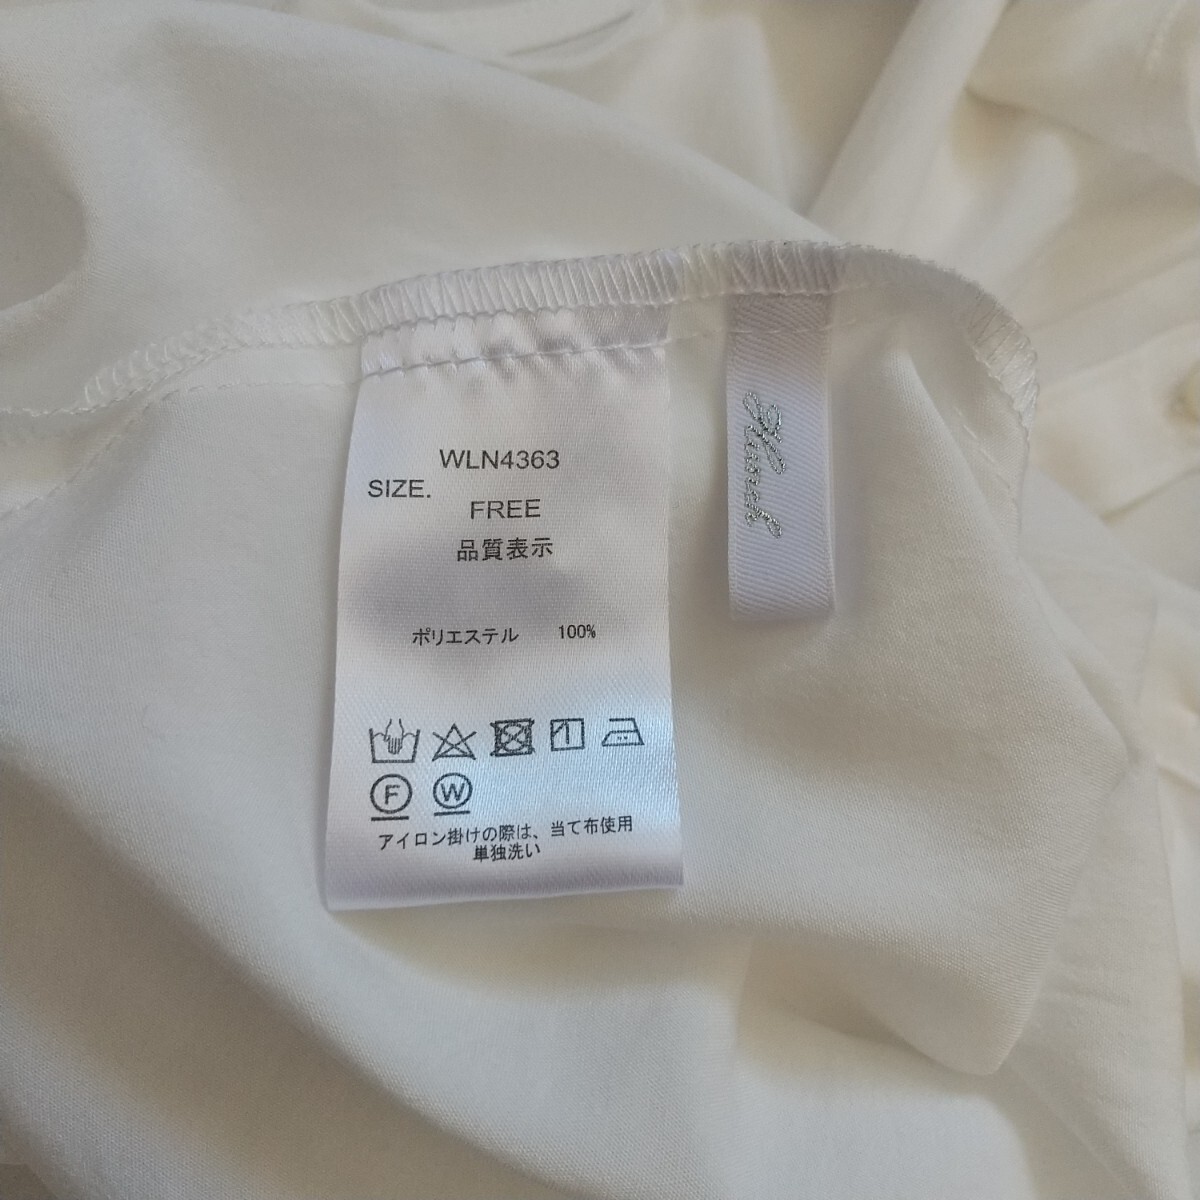 WLN4363
SIZE.
FREE
品質表示
ポリエステル 100%
F W
アイロン掛けの際は、当て布使用
単独洗い